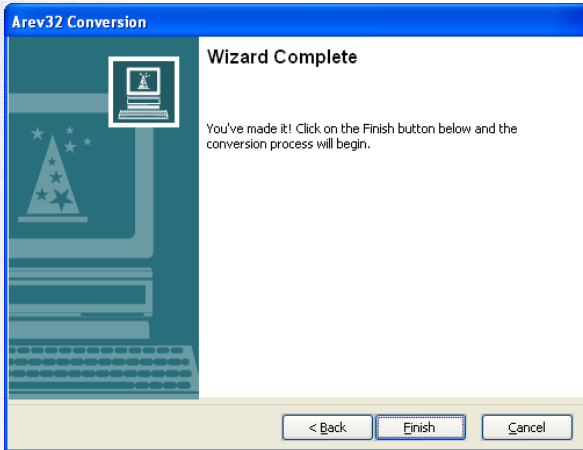 Arev32 Conversion
Wizard Complete
You've made it! Click on the Finish button below and the
conversion process will begin.
< Back
Finish
Cancel